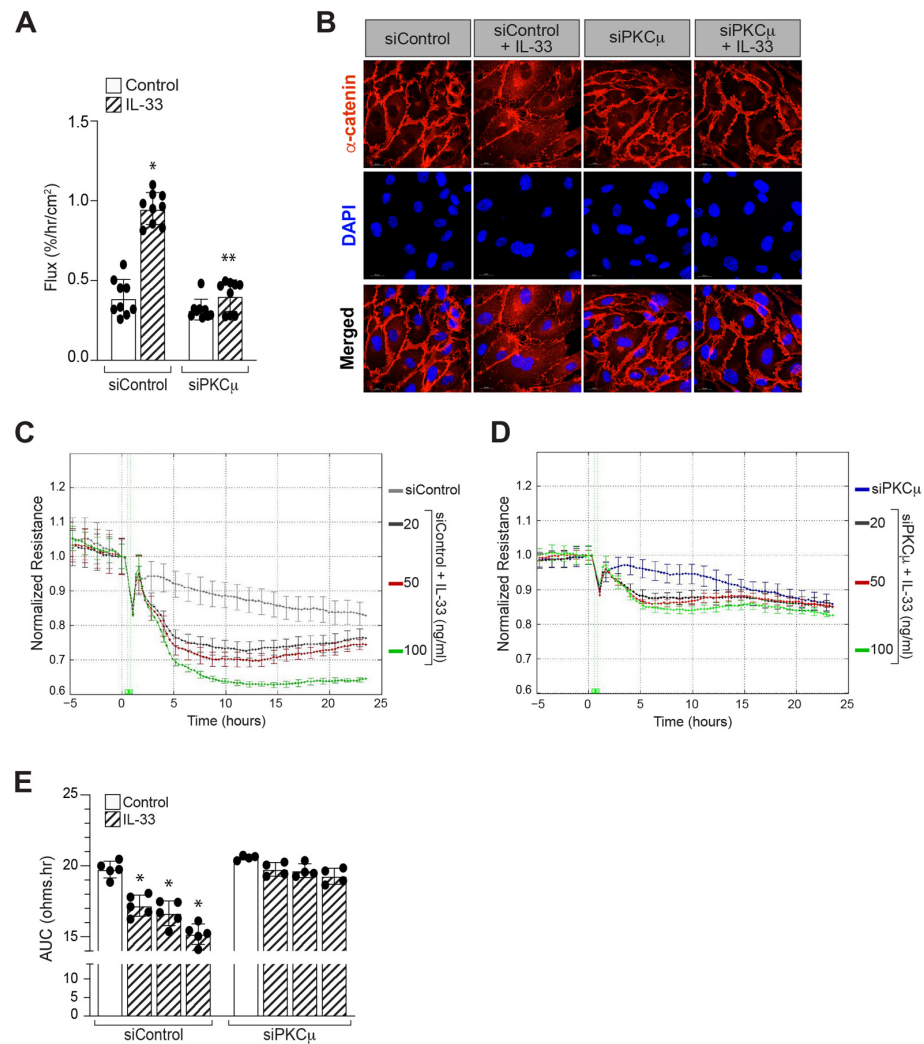 A
Control
IL-33
1.5
1.0
0.5
0.0
Flux (%/hr/cm²)
*
**
siControl
siPKCμ
B
siControl
siControl
+ IL-33
siPKCμ
siPKCμ
+ IL-33
α-catenin
DAPI
Merged
C
1.2
1.1
1.0
0.9
0.8
0.7
0.6
Normalized Resistance
−5
0
5
10
15
20
25
Time (hours)
siControl
20
50
100
siControl + IL-33
(ng/ml)
D
1.2
1.1
1.0
0.9
0.8
0.7
0.6
Normalized Resistance
−5
0
5
10
15
20
25
Time (hours)
siPKCμ
20
50
100
siPKCμ + IL-33
(ng/ml)
E
Control
IL-33
25
20
15
10
5
0
AUC (ohms.hr)
*
*
*
siControl
siPKCμ